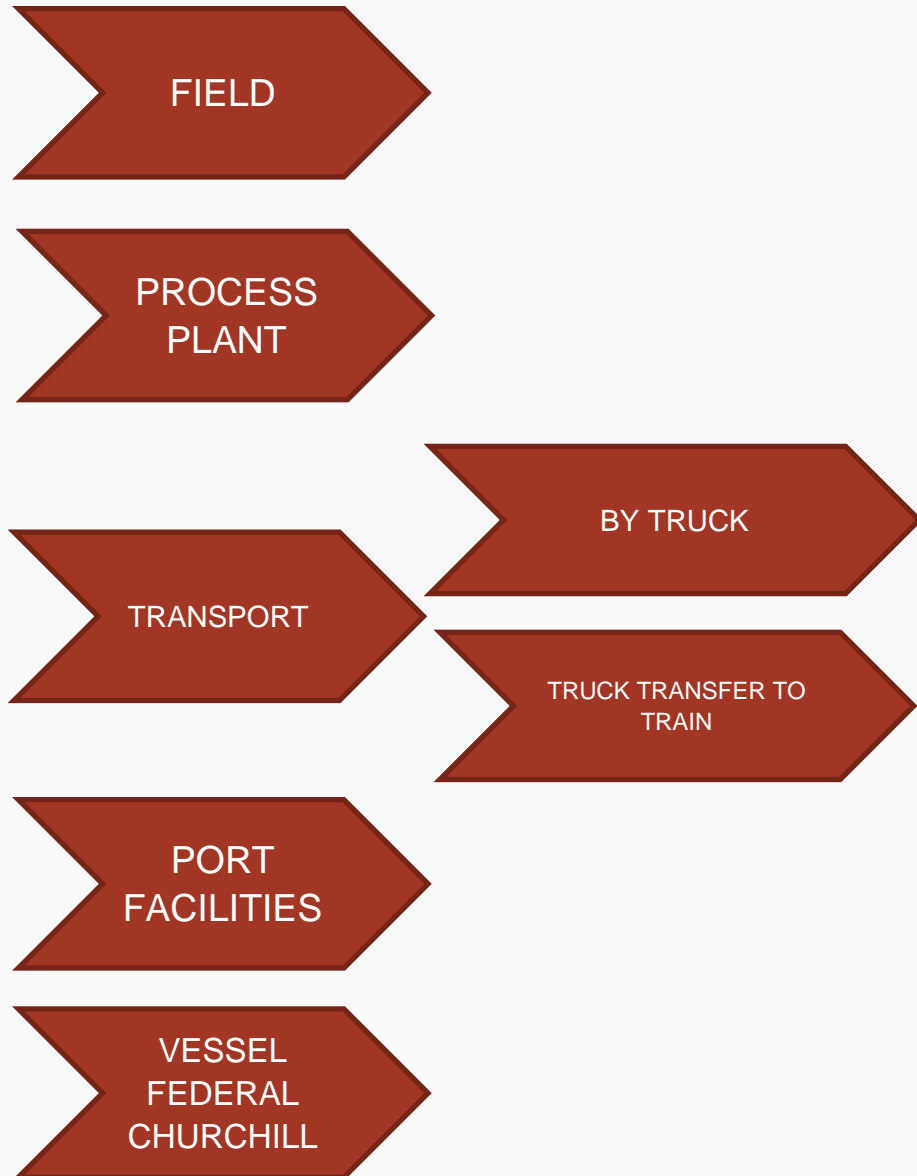 FIELD
PROCESS
PLANT
TRANSPORT
BY TRUCK
TRUCK TRANSFER TO
TRAIN
PORT
FACILITIES
VESSEL
FEDERAL
CHURCHILL